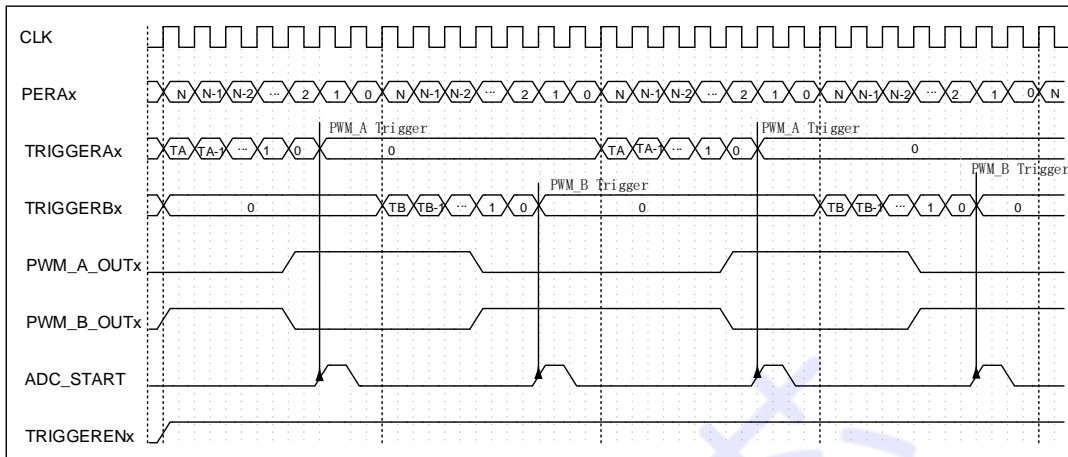 CLK
PERAx N N-1 N-2 ... 2 1 0 N N-1 N-2 ... 2 1 0 N N-1 N-2 ... 2 1 0 N N-1 N-2 ... 2 1 0 N
PWM_A Trigger PWM_A Trigger
TRIGGERAx TA TA-1 ... 1 0 0 TA TA-1 ... 1 0 0
PWM_B Trigger PWM_B Trigger
TRIGGERBx 0 TB TB-1 ... 1 0 0 TB TB-1 ... 1 0 0
PWM_A_OUTx
PWM_B_OUTx
ADC_START
TRIGGERENx